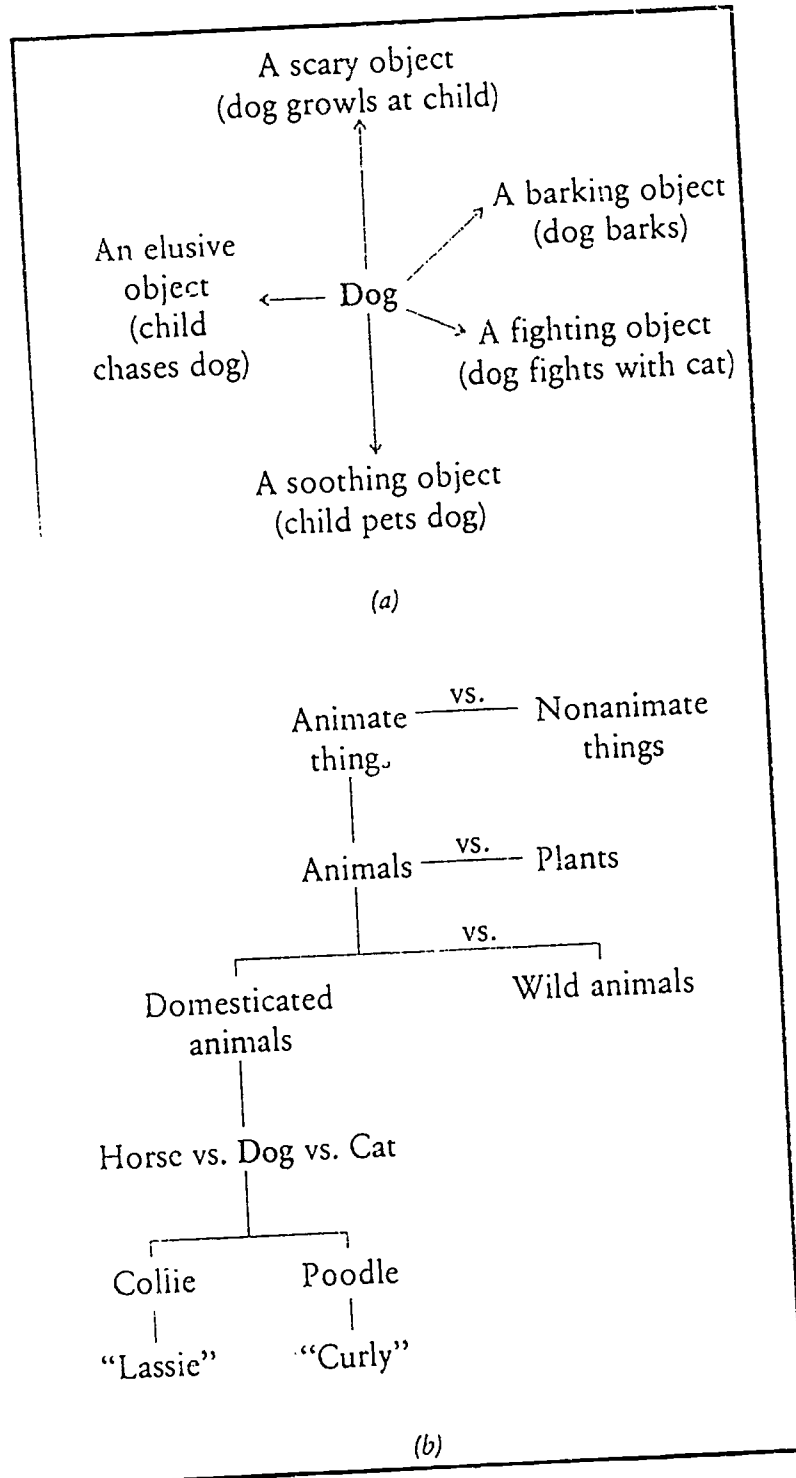 A scary object
(dog growls at child)
A barking object
(dog barks)
An elusive
object
(child
chases dog)
Dog
A fighting object
(dog fights with cat)
A soothing object
(child pets dog)
(a)
Animate vs. Nonanimate
thing things
Animals vs. Plants
vs.
Domesticated
animals
Wild animals
Horse vs. Dog vs. Cat
Collie Poodle
“Lassie” “Curly”
(b)